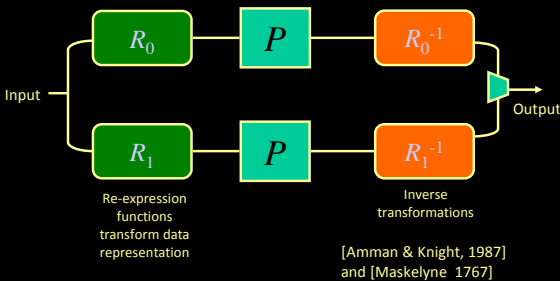 R₀
P
R₀⁻¹
Input
Output
R₁
P
R₁⁻¹
Re-expression
functions
transform data
representation
Inverse
transformations
[Amman & Knight, 1987]
and [Maskelyne 1767]